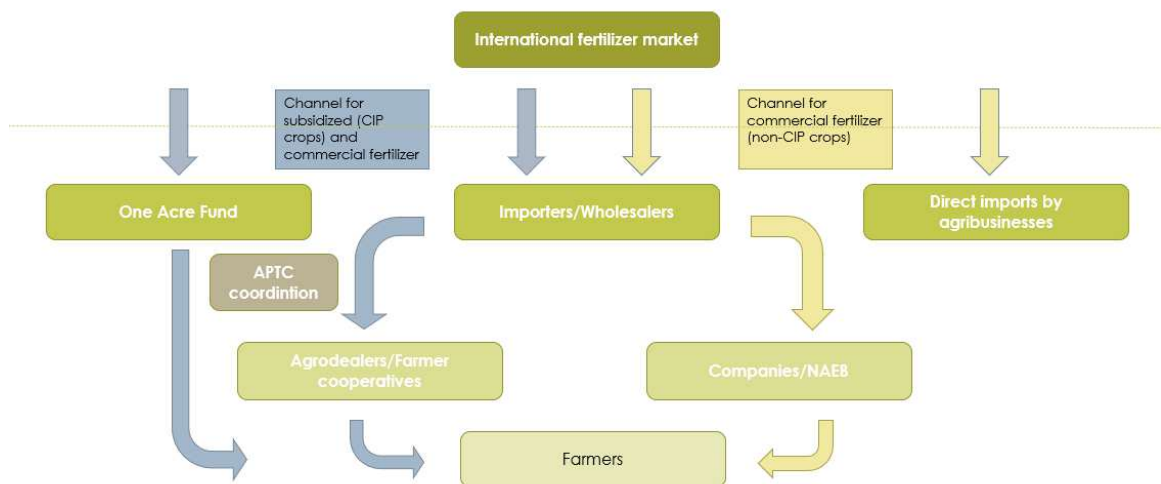 International fertilizer market
Channel for
subsidized (CIP
crops) and
commercial fertilizer
Channel for
commercial fertilizer
(non-CIP crops)
One Acre Fund
Importers/Wholesalers
Direct imports by
agribusinesses
APTC
coordintion
Agrodealers/Farmer
cooperatives
Companies/NAEB
Farmers